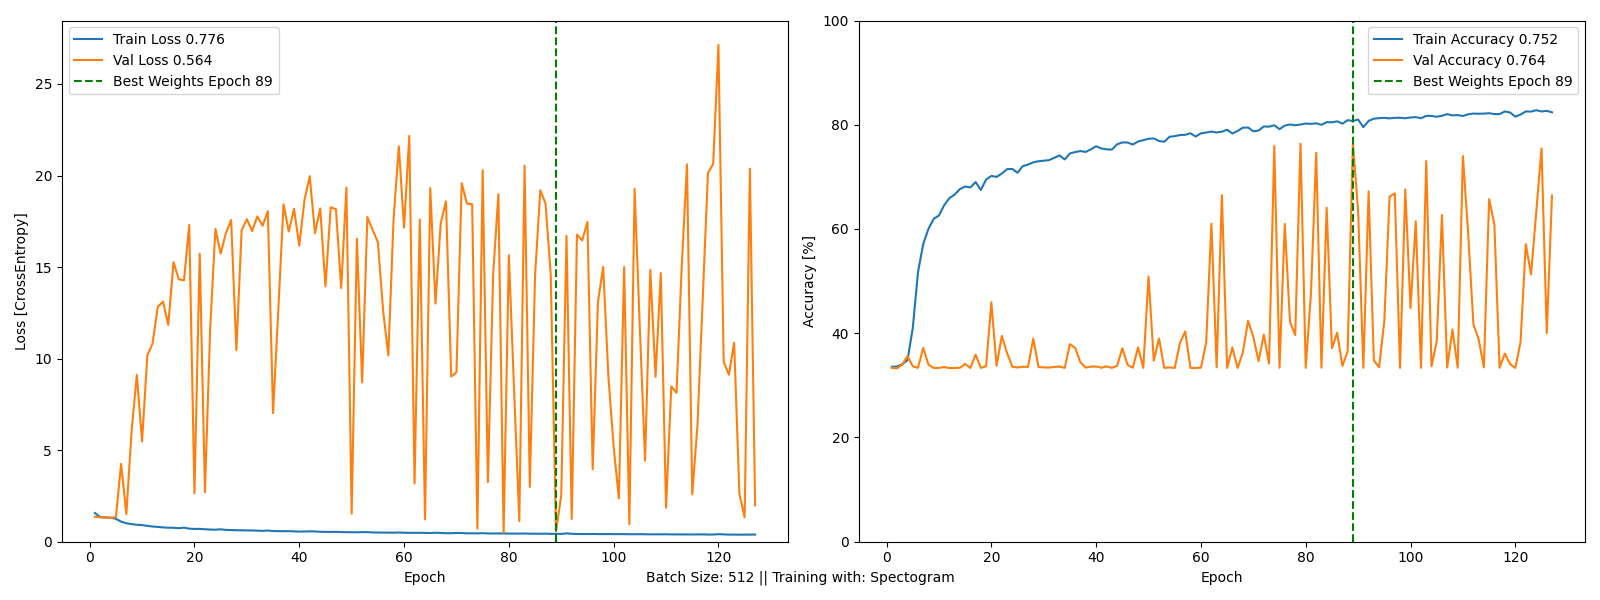 Train Loss 0.776
Val Loss 0.564
Best Weights Epoch 89
Loss [CrossEntropy]
25
20
15
10
5
0
0 20 40 60 80 100 120
Epoch
Train Accuracy 0.752
Val Accuracy 0.764
Best Weights Epoch 89
Accuracy [%]
100
80
60
40
20
0
0 20 40 60 80 100 120
Epoch
Batch Size: 512 || Training with: Spectogram